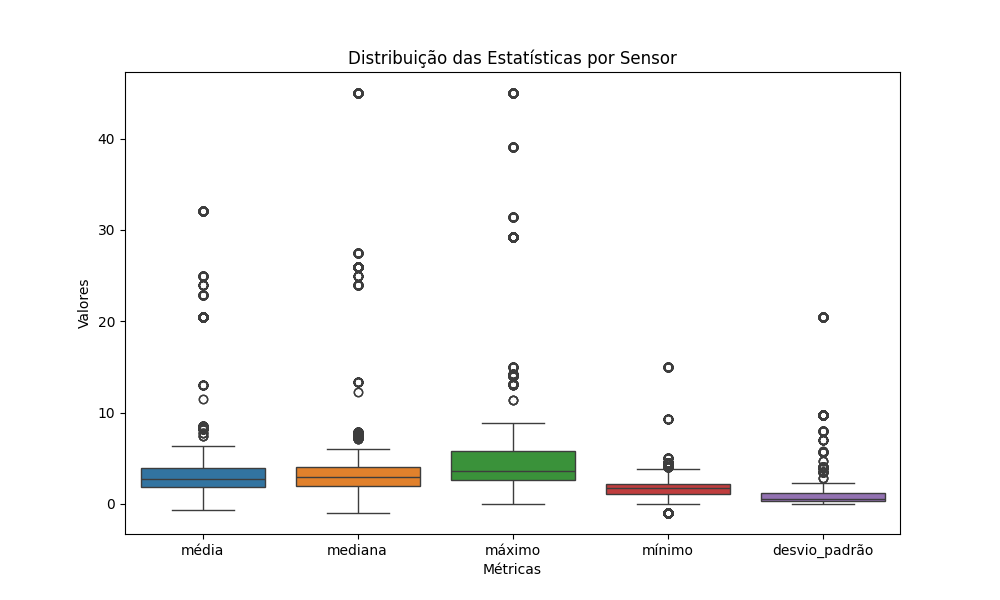 Distribuição das Estatísticas por Sensor
Valores
40
30
20
10
0
média
mediana
máximo
mínimo
desvio_padrão
Métricas